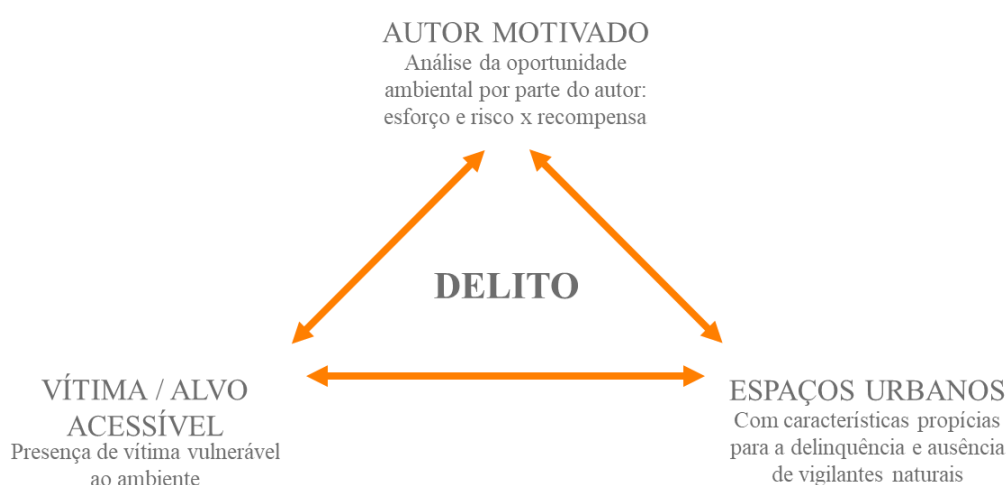 AUTOR MOTIVADO
Análise da oportunidade
ambiental por parte do autor:
esforço e risco x recompensa
DELITO
VÍTIMA / ALVO
ACESSÍVEL
Presença de vítima vulnerável
ao ambiente
ESPAÇOS URBANOS
Com características propícias
para a delinquência e ausência
de vigilantes naturais